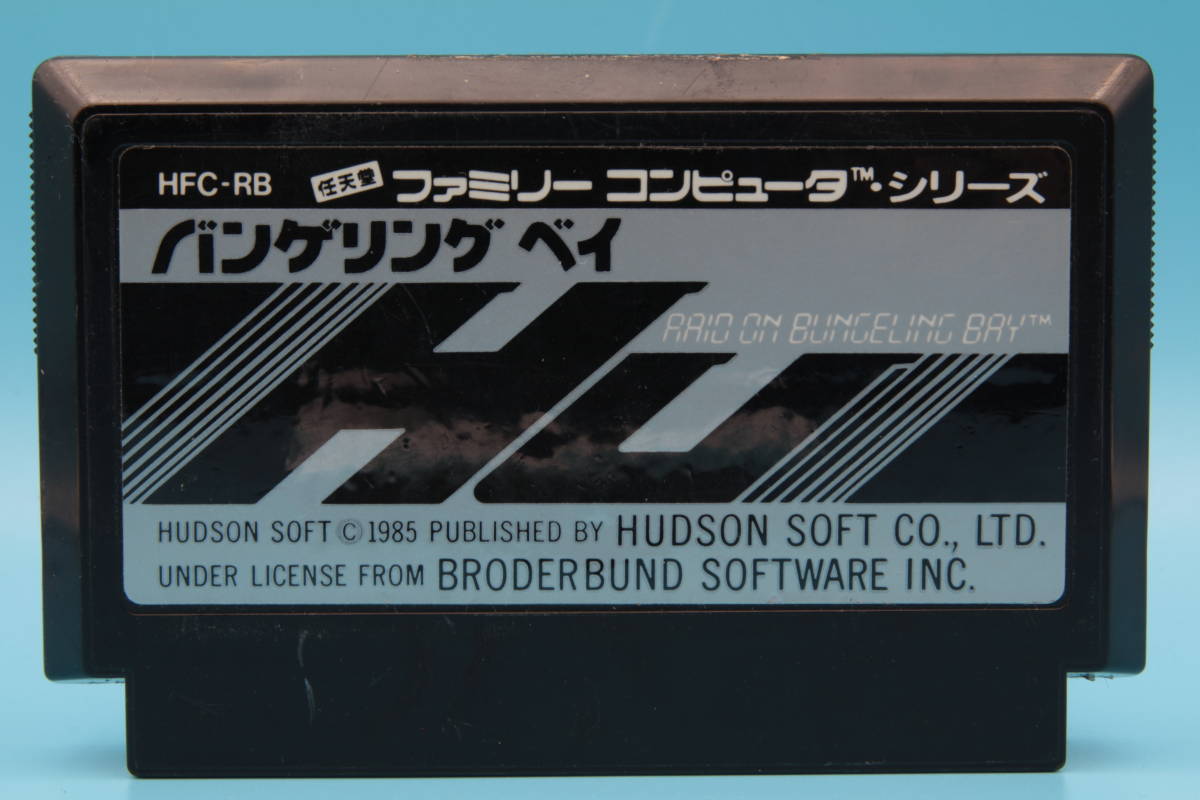 HFC-RB 任天堂 ファミリー コンピュータ™・シリーズ
バンゲリング ベイ
RAID ON BUNGELING BAY™
HUDSON SOFT © 1985 PUBLISHED BY HUDSON SOFT CO., LTD.
UNDER LICENSE FROM BRODERBUND SOFTWARE INC.